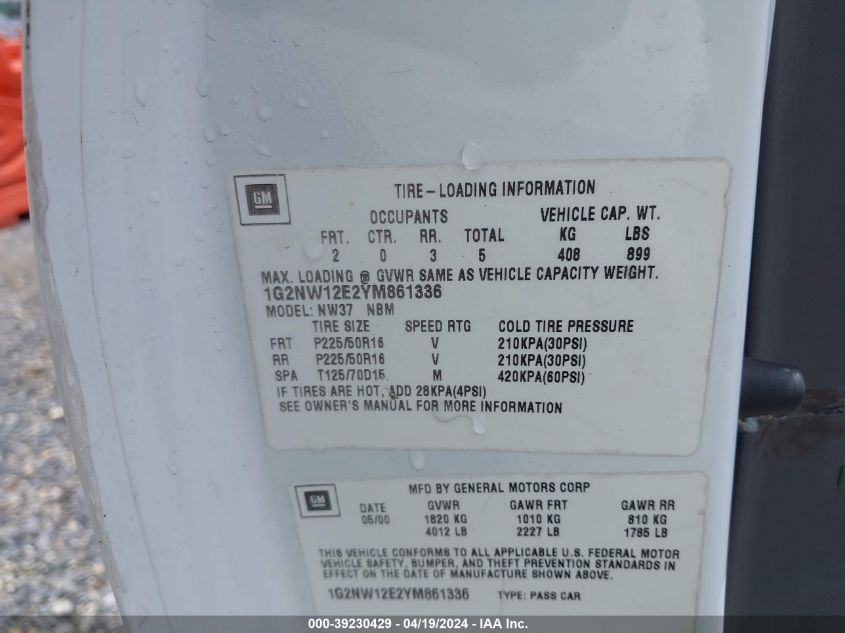 GM
TIRE-LOADING INFORMATION
OCCUPANTS VEHICLE CAP. WT.
FRT. CTR. RR. TOTAL KG LBS
2 0 3 5 408 899
MAX. LOADING @ GVWR SAME AS VEHICLE CAPACITY WEIGHT.
1G2NW12E2YM861336
MODEL: NW37 NBM
TIRE SIZE SPEED RTG COLD TIRE PRESSURE
FRT P225/50R16 V 210KPA(30PSI)
RR P225/50R16 V 210KPA(30PSI)
SPA T125/70D15 M 420KPA(60PSI)
IF TIRES ARE HOT, ADD 28KPA(4PSI)
SEE OWNER'S MANUAL FOR MORE INFORMATION
GM
MFD BY GENERAL MOTORS CORP
DATE GVWR GAWR FRT GAWR RR
05/00 1820 KG 1010 KG 810 KG
4012 LB 2227 LB 1785 LB
THIS VEHICLE CONFORMS TO ALL APPLICABLE U.S. FEDERAL MOTOR
VEHICLE SAFETY, BUMPER, AND THEFT PREVENTION STANDARDS IN
EFFECT ON THE DATE OF MANUFACTURE SHOWN ABOVE.
1G2NW12E2YM861336 TYPE: PASS CAR
000-39230429 - 04/19/2024 - IAA Inc.